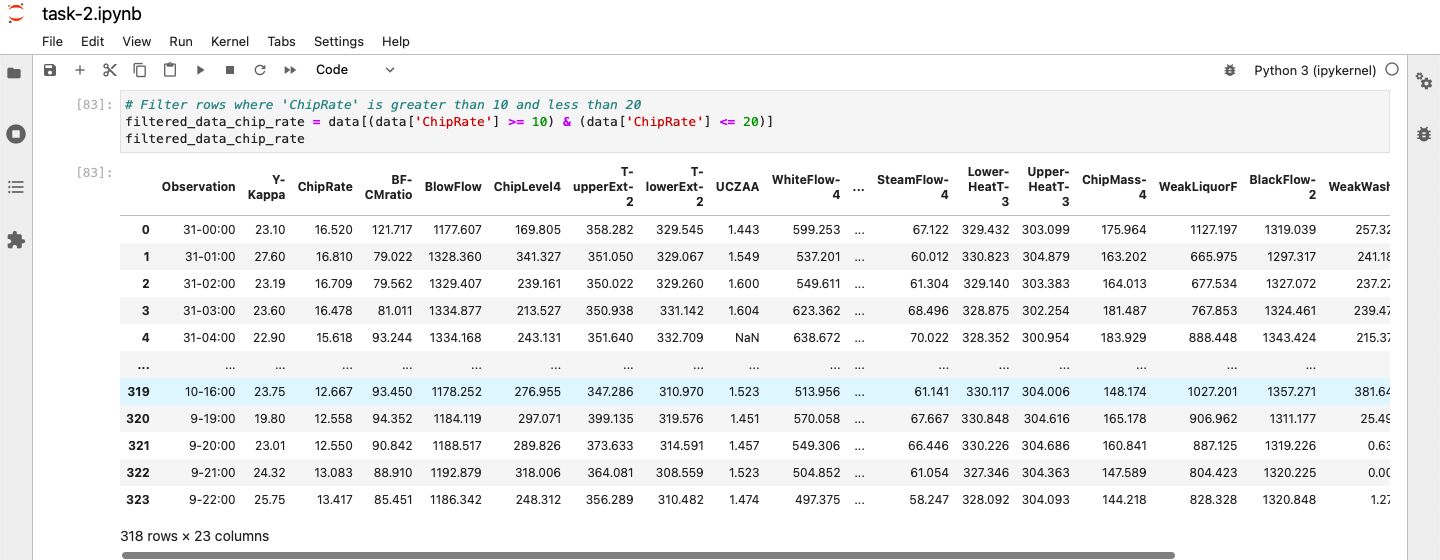 task-2.ipynb
File Edit View Run Kernel Tabs Settings Help
Code Python 3 (ipykernel)
[83]: # Filter rows where 'ChipRate' is greater than 10 and less than 20
filtered_data_chip_rate = data[(data['ChipRate'] >= 10) & (data['ChipRate'] <= 20)]
filtered_data_chip_rate
[83]:
Observation Y-Kappa ChipRate BF-CMratio BlowFlow ChipLevel4 T-upperExt-2 T-lowerExt-2 UCZAA WhiteFlow-4 ... SteamFlow-4 Lower-HeatT-3 Upper-HeatT-3 ChipMass-4 WeakLiquorF BlackFlow-2 WeakWash
0 31-00:00 23.10 16.520 121.717 1177.607 169.805 358.282 329.545 1.443 599.253 ... 67.122 329.432 303.099 175.964 1127.197 1319.039 257.32
1 31-01:00 27.60 16.810 79.022 1328.360 341.327 351.050 329.067 1.549 537.201 ... 60.012 330.823 304.879 163.202 665.975 1297.317 241.18
2 31-02:00 23.19 16.709 79.562 1329.407 239.161 350.022 329.260 1.600 549.611 ... 61.304 329.140 303.383 164.013 677.534 1327.072 237.27
3 31-03:00 23.60 16.478 81.011 1334.877 213.527 350.938 331.142 1.604 623.362 ... 68.496 328.875 302.254 181.487 767.853 1324.461 239.47
4 31-04:00 22.90 15.618 93.244 1334.168 243.131 351.640 332.709 NaN 638.672 ... 70.022 328.352 300.954 183.929 888.448 1343.424 215.37
... ... ... ... ... ... ... ... ... ... ... ... ... ... ... ... ... ...
319 10-16:00 23.75 12.667 93.450 1178.252 276.955 347.286 310.970 1.523 513.956 ... 61.141 330.117 304.006 148.174 1027.201 1357.271 381.64
320 9-19:00 19.80 12.558 94.352 1184.119 297.071 399.135 319.576 1.451 570.058 ... 67.667 330.848 304.616 165.178 906.962 1311.177 25.49
321 9-20:00 23.01 12.550 90.842 1188.517 289.826 373.633 314.591 1.457 549.306 ... 66.446 330.226 304.686 160.841 887.125 1319.226 0.63
322 9-21:00 24.32 13.083 88.910 1192.879 318.006 364.081 308.559 1.523 504.852 ... 61.054 327.346 304.363 147.589 804.423 1320.225 0.00
323 9-22:00 25.75 13.417 85.451 1186.342 248.312 356.289 310.482 1.474 497.375 ... 58.247 328.092 304.093 144.218 828.328 1320.848 1.27
318 rows × 23 columns